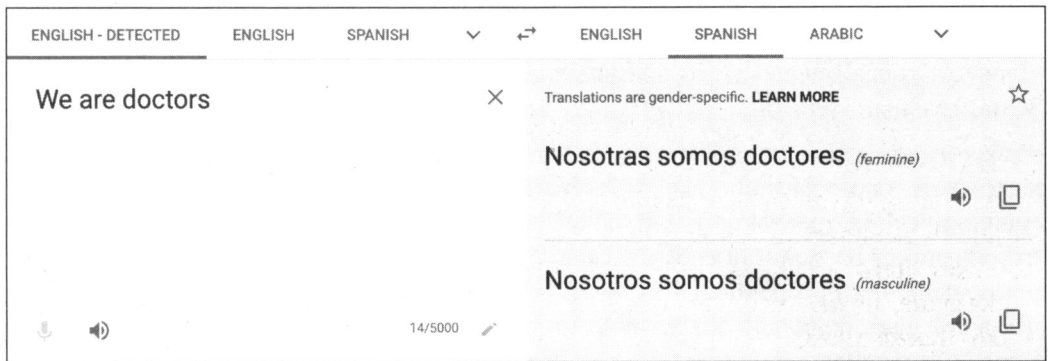 ENGLISH - DETECTED ENGLISH SPANISH ENGLISH SPANISH ARABIC
We are doctors
Translations are gender-specific. LEARN MORE
Nosotras somos doctores (feminine)
Nosotros somos doctores (masculine)
14/5000